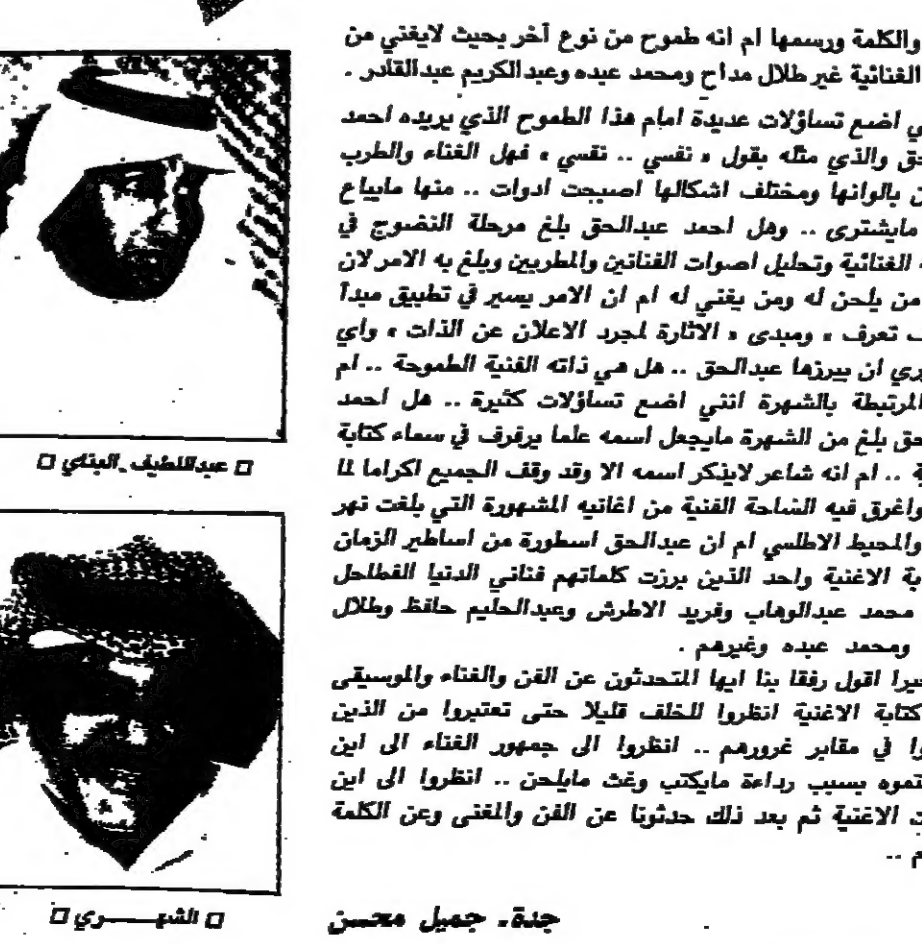 والكلمة ورسمها ام انه طموح من نوع آخر بحيث لايغني من
الغنائية غير طلال مداح ومحمد عبده وعبدالكريم عبدالقادر .
ي اضع تساؤلات عديدة امام هذا الطموح الذي يريده احمد
حق والذي مثله بقول « نفسي .. نفسي » فهل الغناء والطرب
ن بالوانها ومختلف اشكالها اصبحت ادوات .. منها مايباع
مايشترى .. وهل احمد عبدالحق بلغ مرحلة النضوج في
ة الغنائية وتحليل اصوات الفنانين والمطربين وبلغ به الامر لان
من يلحن له ومن يغني له ام ان الامر يسير في تطبيق مبدأ
ف تعرف » ومبدى « الاثارة لمجرد الاعلان عن الذات » واي
ري ان يبرزها عبدالحق .. هل هي ذاته الفنية الطموحة .. ام
المرتبطة بالشهرة انني اضع تساؤلات كثيرة .. هل احمد
حق بلغ من الشهرة مايجعل اسمه علما يرفرف في سماء كتابة
ة .. ام انه شاعر لايذكر اسمه الا وقد وقف الجميع اكراما لما
واغرق فيه الساحة الفنية من اغانيه المشهورة التي بلغت نهر
والمحيط الاطلسي ام ان عبدالحق اسطورة من اساطير الزمان
بة الاغنية واحد الذين برزت كلماتهم فناني الدنيا الفطاحل
محمد عبدالوهاب وفريد الاطرش وعبدالحليم حافظ وطلال
ومحمد عبده وغيرهم .
خيرا اقول رفقا بنا ايها المتحدثون عن الفن والغناء والموسيقى
كتابة الاغنية انظروا للخلف قليلا حتى تعتبروا من الذين
وا في مقابر غرورهم .. انظروا الى جمهور الغناء الى اين
تموه بسبب رداءة مايكتب وغث مايلحن .. انظروا الى اين
ت الاغنية ثم بعد ذلك حدثونا عن الفن والمغنى وعن الكلمة
م ..
جدة ـ جميل محسن
□ عبداللطيف البناي □
□ الشهـــري □